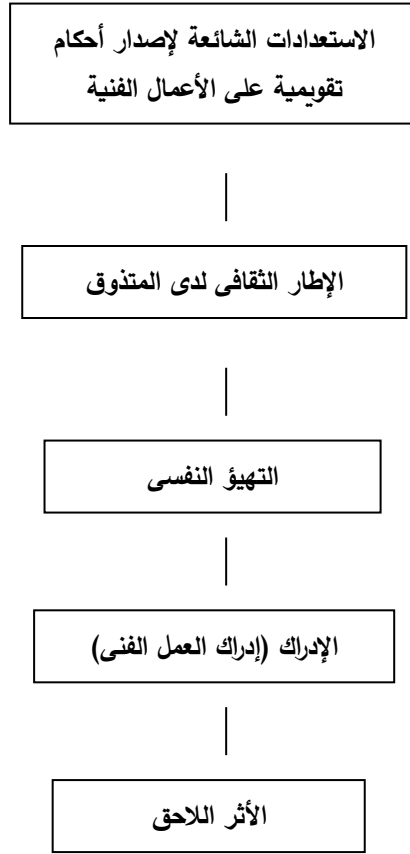 الاستعدادات الشائعة لإصدار أحكام
تقويمية على الأعمال الفنية
الإطار الثقافى لدى المتذوق
التهيؤ النفسى
الإدراك (إدراك العمل الفنى)
الأثر اللاحق